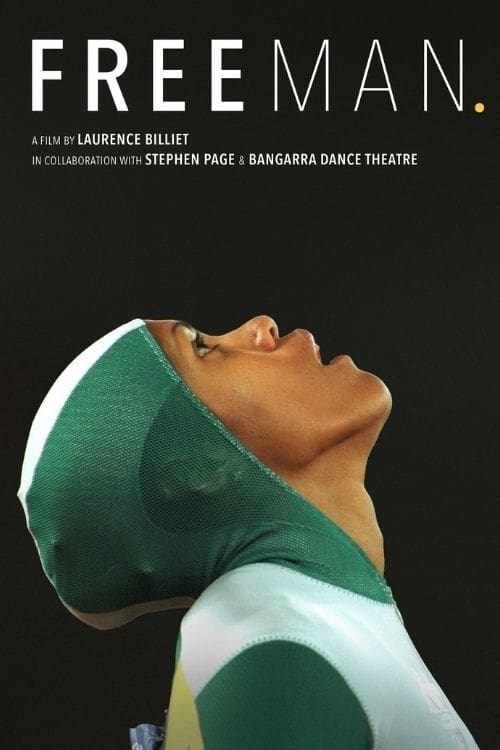 FREEMAN.
A FILM BY LAURENCE BILLIET
IN COLLABORATION WITH STEPHEN PAGE & BANGARRA DANCE THEATRE